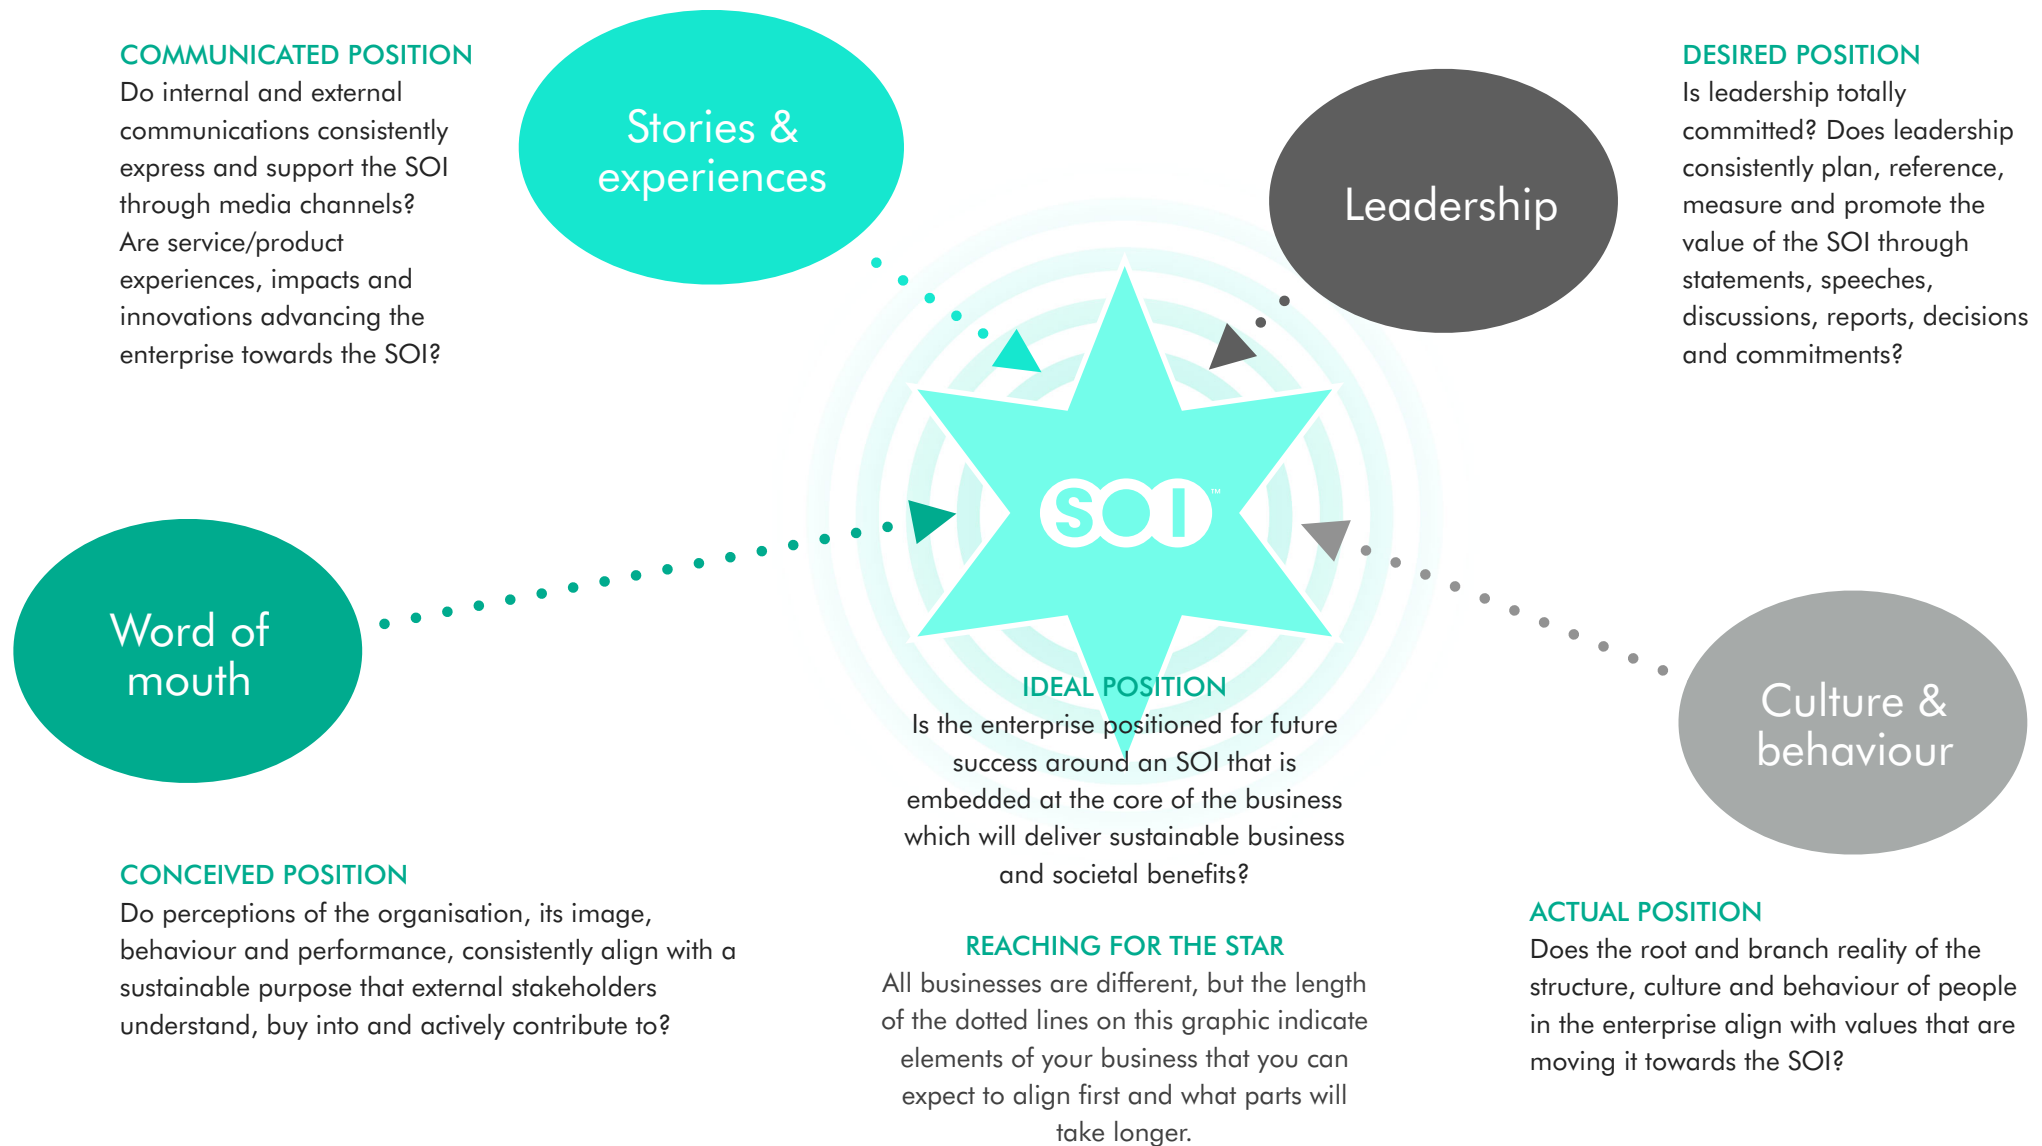 COMMUNICATED POSITION
Do internal and external
communications consistently
express and support the SOI
through media channels?
Are service/product
experiences, impacts and
innovations advancing the
enterprise towards the SOI?
Stories &
experiences
Leadership
DESIRED POSITION
Is leadership totally
committed? Does leadership
consistently plan, reference,
measure and promote the
value of the SOI through
statements, speeches,
discussions, reports, decisions
and commitments?
SOI™
Word of
mouth
Culture &
behaviour
IDEAL POSITION
Is the enterprise positioned for future
success around an SOI that is
embedded at the core of the business
which will deliver sustainable business
and societal benefits?
CONCEIVED POSITION
Do perceptions of the organisation, its image,
behaviour and performance, consistently align with a
sustainable purpose that external stakeholders
understand, buy into and actively contribute to?
REACHING FOR THE STAR
All businesses are different, but the length
of the dotted lines on this graphic indicate
elements of your business that you can
expect to align first and what parts will
take longer.
ACTUAL POSITION
Does the root and branch reality of the
structure, culture and behaviour of people
in the enterprise align with values that are
moving it towards the SOI?